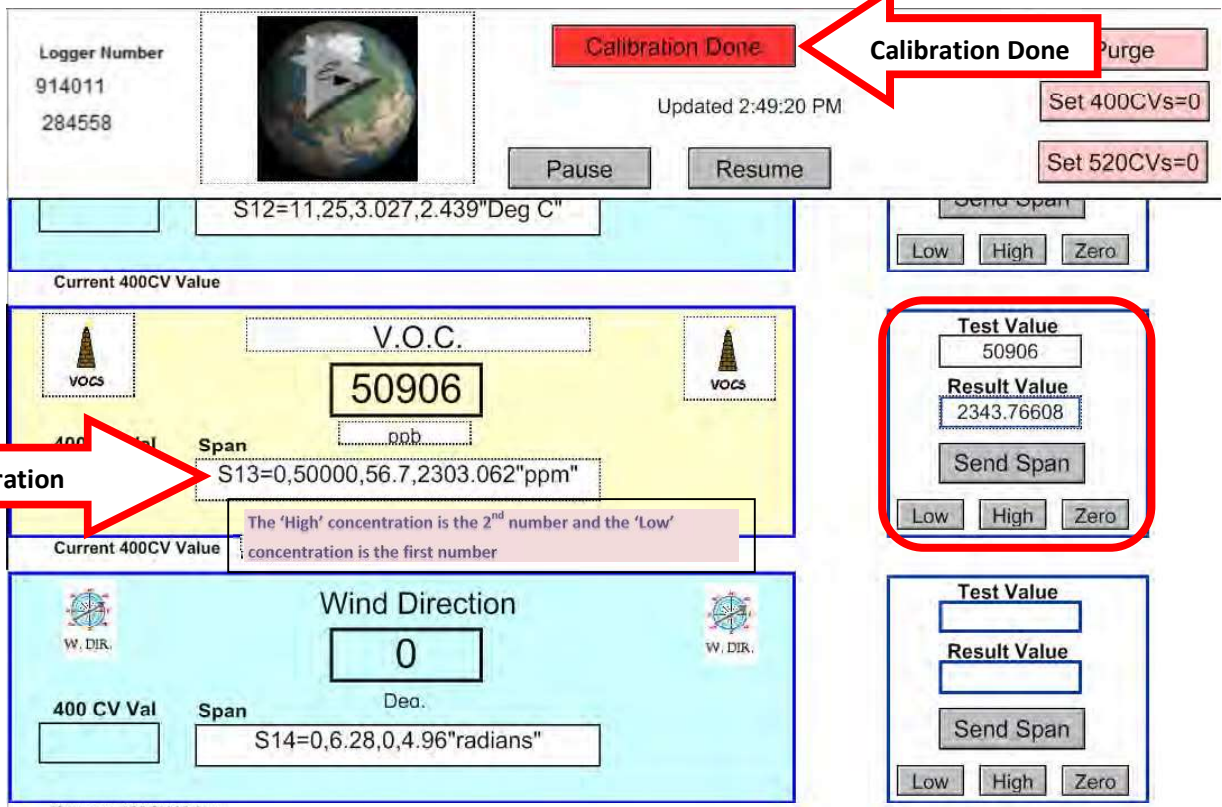 Logger Number
914011
284558
Calibration Done
Updated 2:49:20 PM
Pause
Resume
Calibration Done
Purge
Set 400CVs=0
Set 520CVs=0
S12=11,25,3.027,2.439"Deg C"
Send Span
Low High Zero
Current 400CV Value
VOCS
V.O.C.
50906
ppb
VOCS
Span
S13=0,50000,56.7,2303.062"ppm"
The 'High' concentration is the 2nd number and the 'Low'
concentration is the first number
Current 400CV Value
Test Value
50906
Result Value
2343.76608
Send Span
Low High Zero
W. DIR.
Wind Direction
0
Deg.
W. DIR.
400 CV Val
Span
S14=0,6.28,0,4.96"radians"
Test Value
Result Value
Send Span
Low High Zero